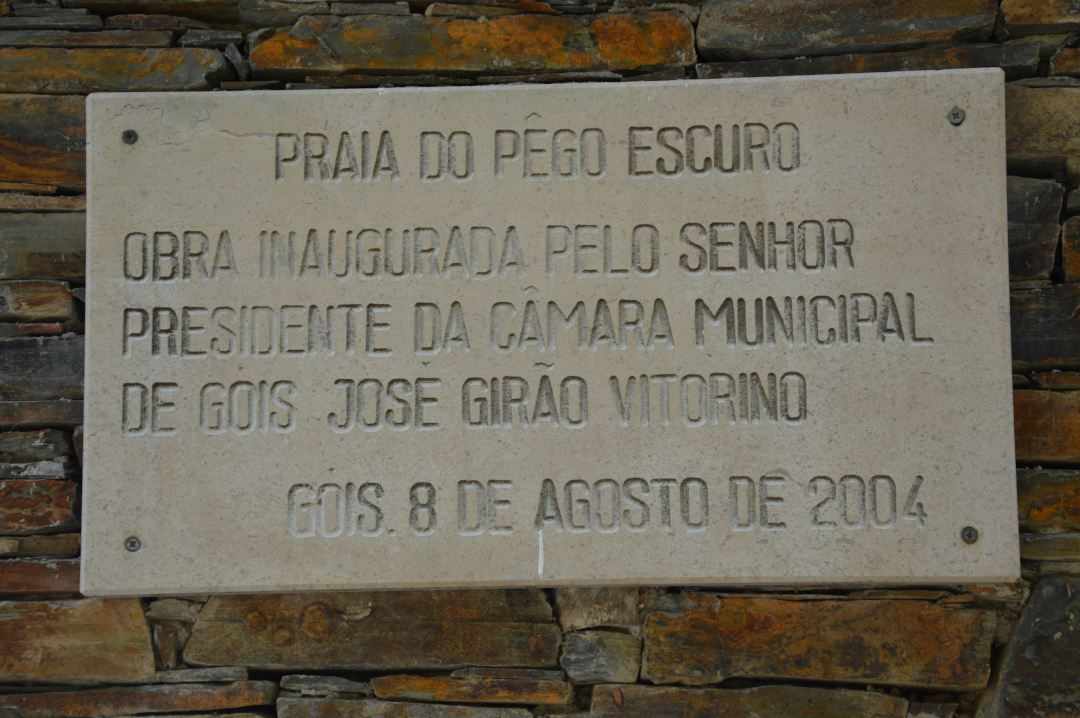 PRAIA DO PÊGO ESCURO
OBRA INAUGURADA PELO SENHOR
PRESIDENTE DA CÂMARA MUNICIPAL
DE GOIS JOSÉ GIRÃO VITORINO
GOIS. 8 DE AGOSTO DE 2004